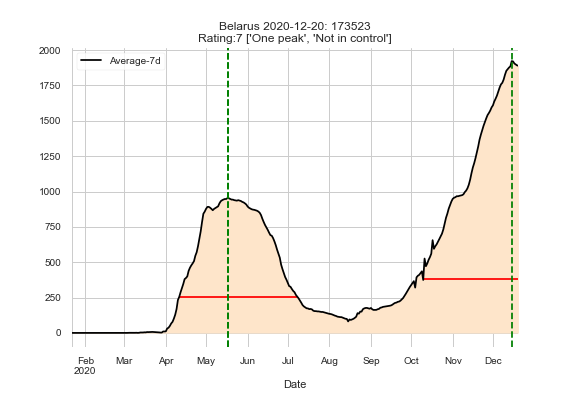 Belarus 2020-12-20: 173523
Rating:7 ['One peak', 'Not in control']
Average-7d
2000
1750
1500
1250
1000
750
500
250
0
Feb Mar Apr May Jun Jul Aug Sep Oct Nov Dec
2020
Date